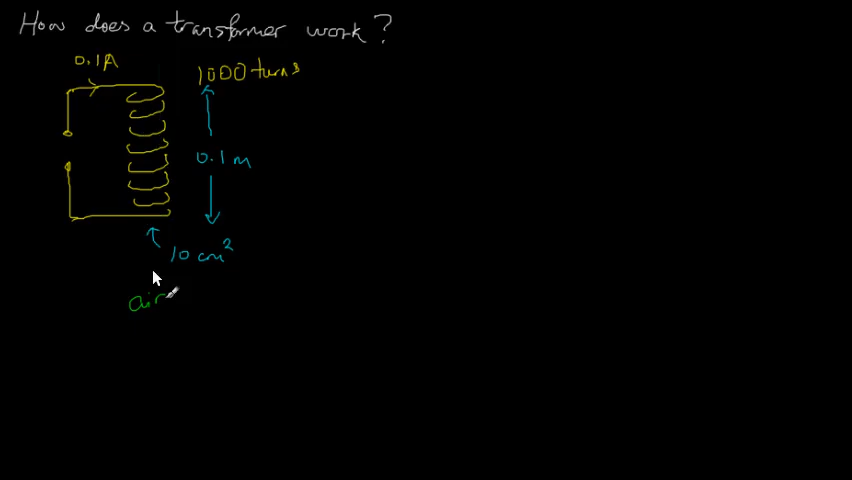 How does a transformer work?
0.1A
1000 turns
0.1 m
10 cm²
air